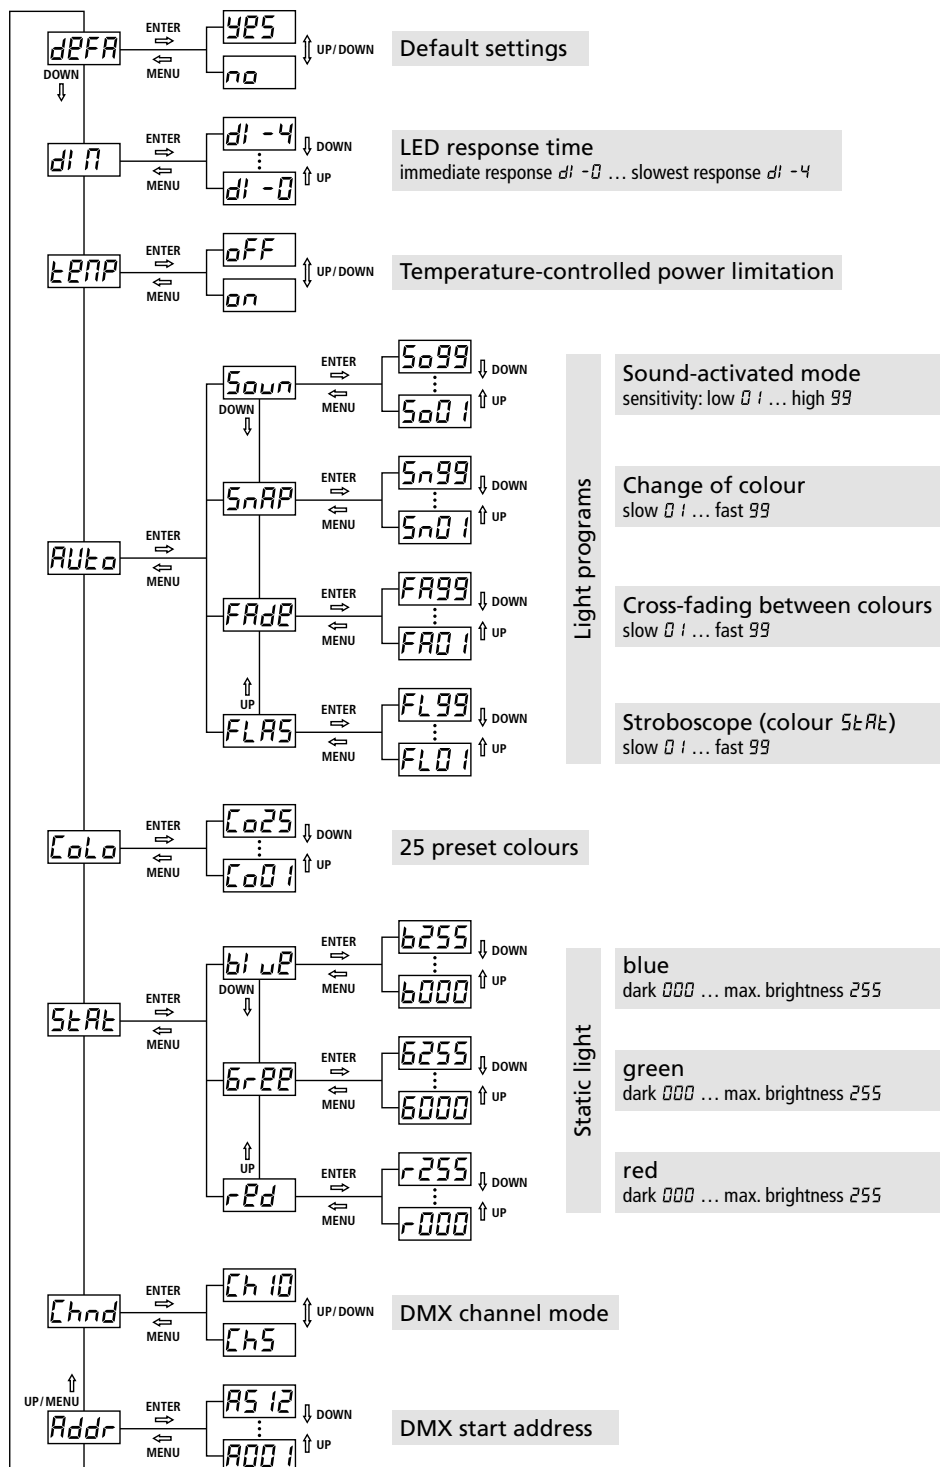 ENTER
yes
dEFA
UP/DOWN
Default settings
DOWN
MENU
no
ENTER
di -4
DOWN
LED response time
di M
immediate response di -0 … slowest response di -4
MENU
UP
di -0
ENTER
oFF
tEMP
UP/DOWN
Temperature-controlled power limitation
MENU
on
Soun
ENTER
So99
DOWN
Sound-activated mode
DOWN
MENU
So01
UP
sensitivity: low 01 … high 99
SnAP
ENTER
Sn99
DOWN
Change of colour
MENU
Sn01
UP
slow 01 … fast 99
Light programs
AUto
ENTER
MENU
FAdE
ENTER
FA99
DOWN
Cross-fading between colours
MENU
FA01
UP
slow 01 … fast 99
UP
FLAS
ENTER
FL99
DOWN
Stroboscope (colour StAt)
MENU
FL01
UP
slow 01 … fast 99
CoLo
ENTER
Co25
DOWN
25 preset colours
MENU
Co01
UP
bluE
ENTER
b255
DOWN
blue
DOWN
MENU
b000
UP
dark 000 … max. brightness 255
StAt
ENTER
MENU
GrEE
ENTER
G255
DOWN
green
MENU
G000
UP
dark 000 … max. brightness 255
Static light
UP
rEd
ENTER
r255
DOWN
red
MENU
r000
UP
dark 000 … max. brightness 255
Chnd
ENTER
Ch10
UP/DOWN
DMX channel mode
MENU
Ch5
UP/MENU
Addr
ENTER
A512
DOWN
DMX start address
MENU
A001
UP